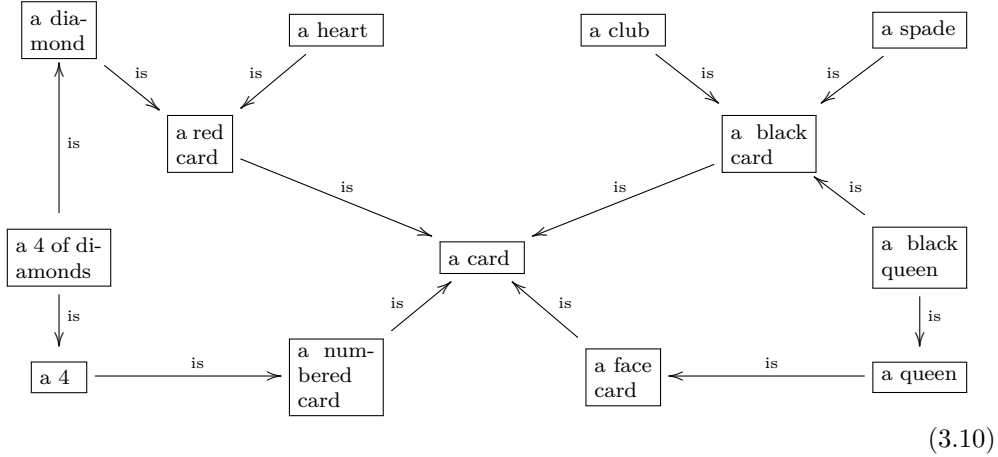 a dia-
mond
a heart
a club
a spade
is
is
is
is
a red
card
a black
card
is
is
is
is
a 4 of di-
amonds
a card
a black
queen
is
is
is
is
a 4
is
a num-
bered
card
a face
card
is
a queen
(3.10)